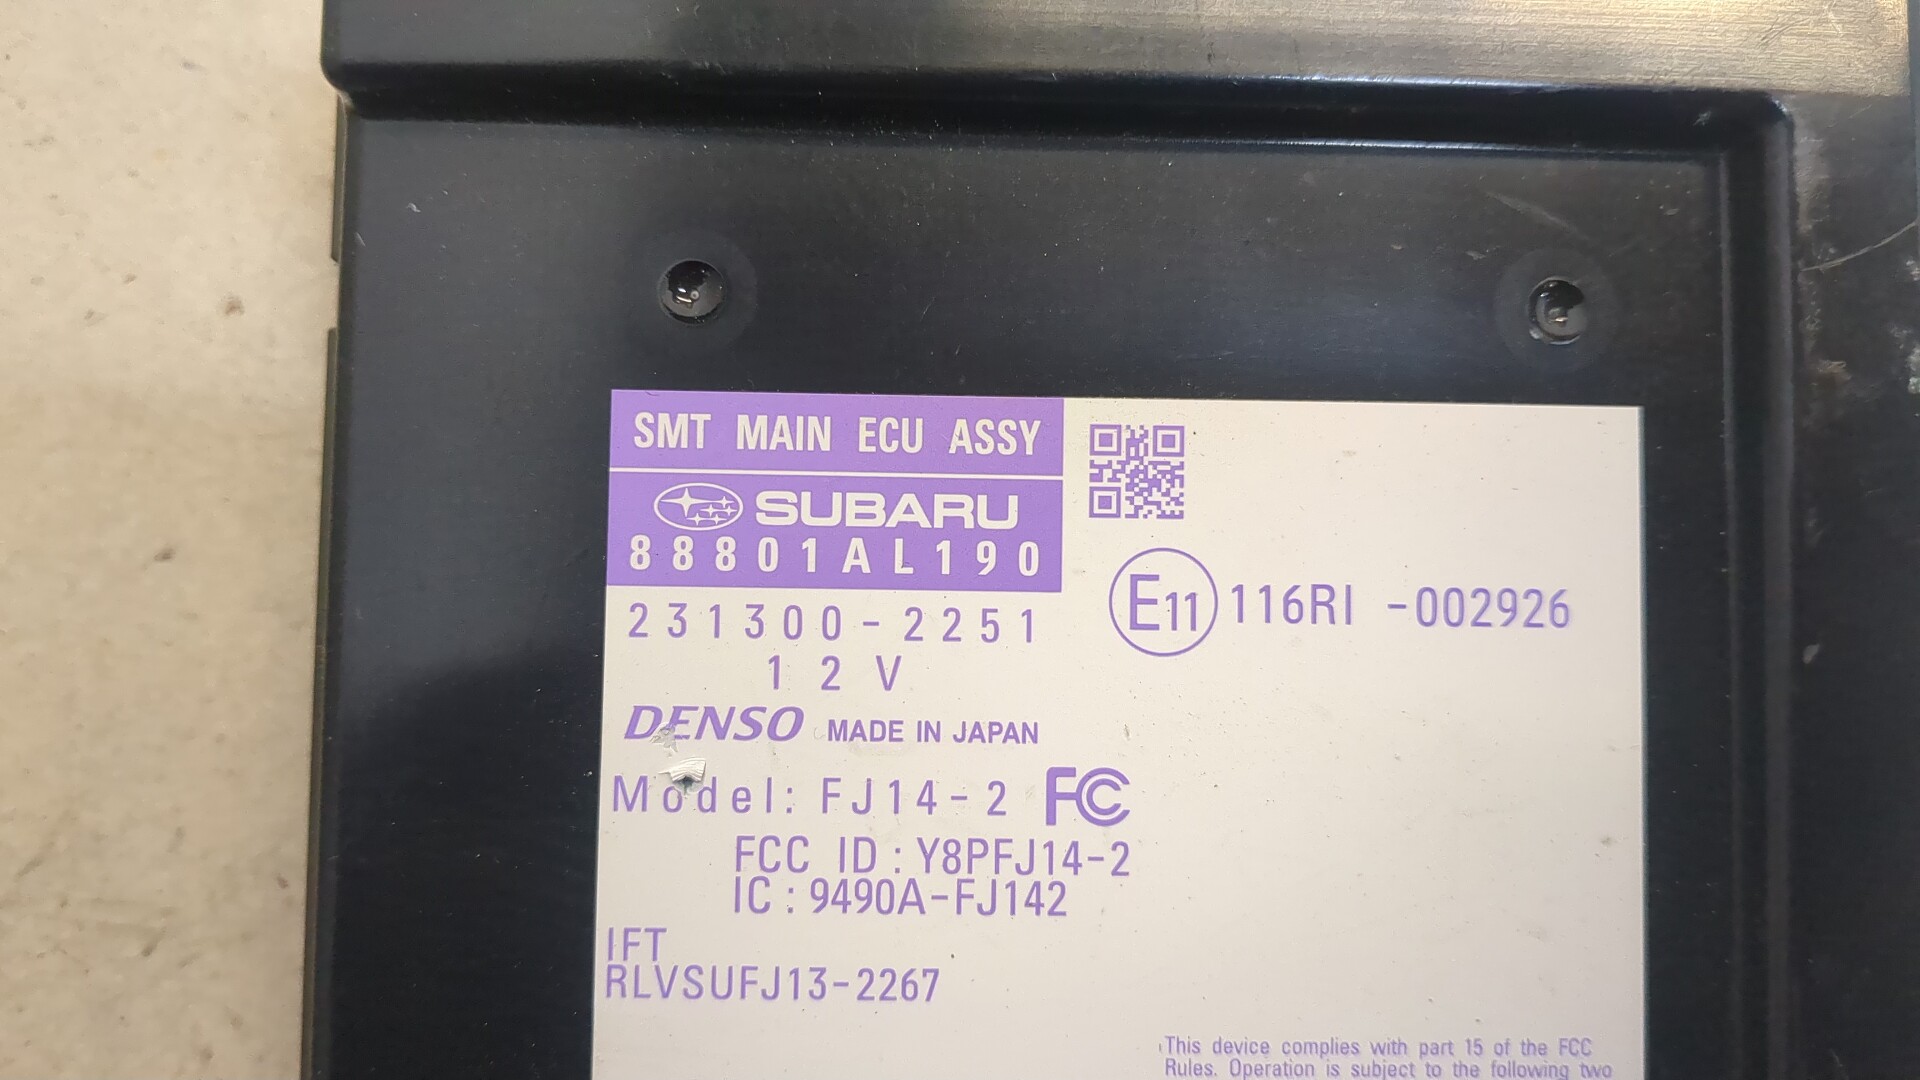 SMT MAIN ECU ASSY
SUBARU
88801AL190
231300-2251
12V
DENSO MADE IN JAPAN
Model: FJ14-2 FC
FCC ID : Y8PFJ14-2
IC : 9490A-FJ142
IFT
RLVSUFJ13-2267
E11 116RI -002926
This device complies with part 15 of the FCC
Rules. Operation is subject to the following two